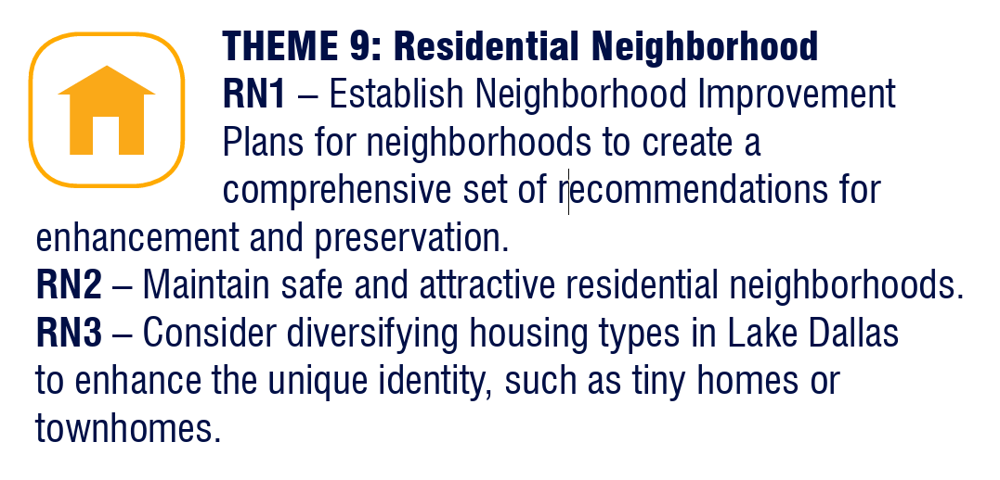 THEME 9: Residential Neighborhood
RN1 – Establish Neighborhood Improvement
Plans for neighborhoods to create a
comprehensive set of recommendations for
enhancement and preservation.
RN2 – Maintain safe and attractive residential neighborhoods.
RN3 – Consider diversifying housing types in Lake Dallas
to enhance the unique identity, such as tiny homes or
townhomes.